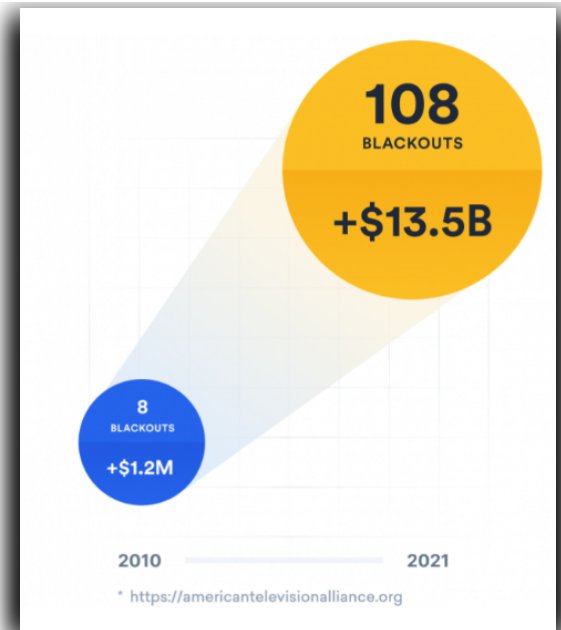 108
BLACKOUTS
+$13.5B
8
BLACKOUTS
+$1.2M
2010 2021
* https://americantelevisionalliance.org